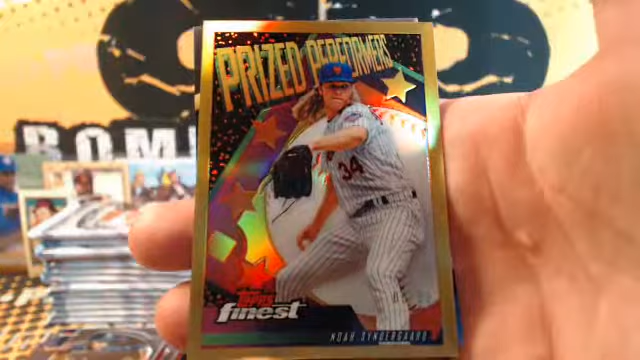 PRIZED PERFORMERS
34
Topps
finest
NOAH SYNDERGAARD
BOM